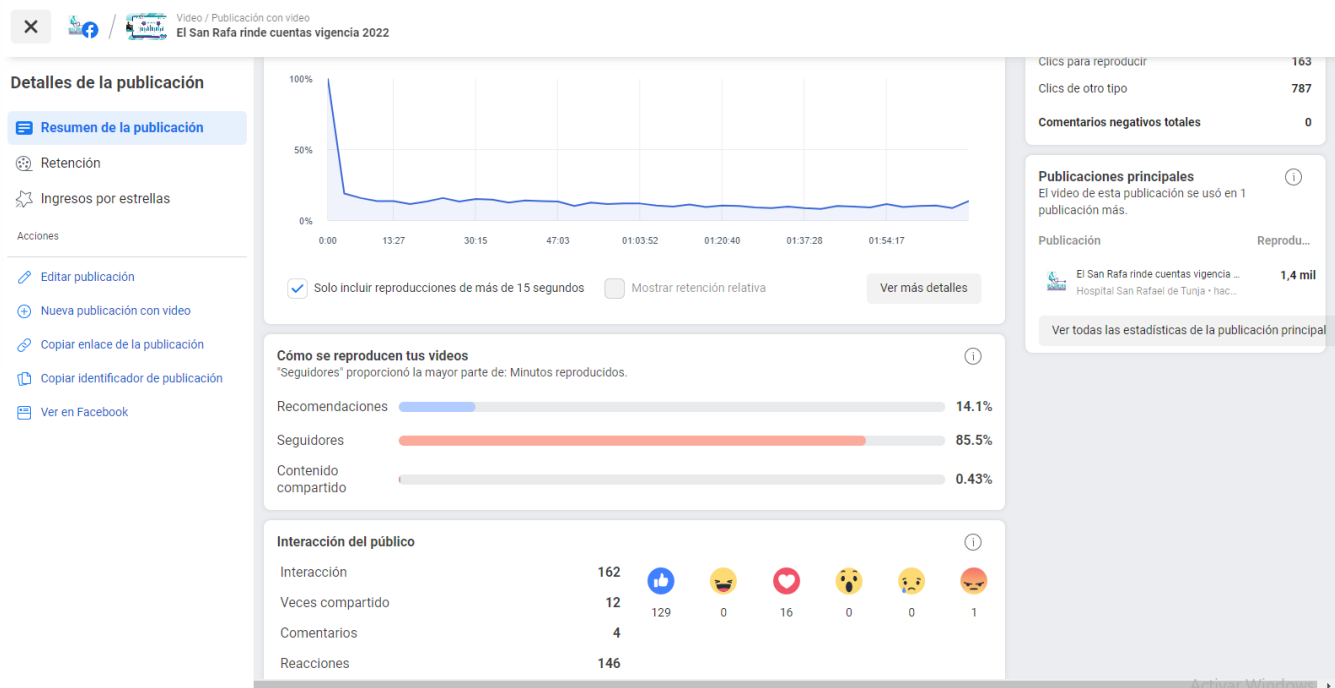 Video / Publicación con video
El San Rafa rinde cuentas vigencia 2022
Detalles de la publicación
Resumen de la publicación
Retención
Ingresos por estrellas
Acciones
Editar publicación
Nueva publicación con video
Copiar enlace de la publicación
Copiar identificador de publicación
Ver en Facebook
100%
50%
0%
0:00 13:27 30:15 47:03 01:03:52 01:20:40 01:37:28 01:54:17
Solo incluir reproducciones de más de 15 segundos Mostrar retención relativa Ver más detalles
Cómo se reproducen tus videos
"Seguidores" proporcionó la mayor parte de: Minutos reproducidos.
Recomendaciones 14.1%
Seguidores 85.5%
Contenido
compartido 0.43%
Interacción del público
Interacción 162
Veces compartido 12
Comentarios 4
Reacciones 146
129 0 16 0 0 1
Clics para reproducir 163
Clics de otro tipo 787
Comentarios negativos totales 0
Publicaciones principales
El video de esta publicación se usó en 1
publicación más.
Publicación Reprodu...
El San Rafa rinde cuentas vigencia ... 1,4 mil
Hospital San Rafael de Tunja • hac...
Ver todas las estadísticas de la publicación principal
Activar Windows